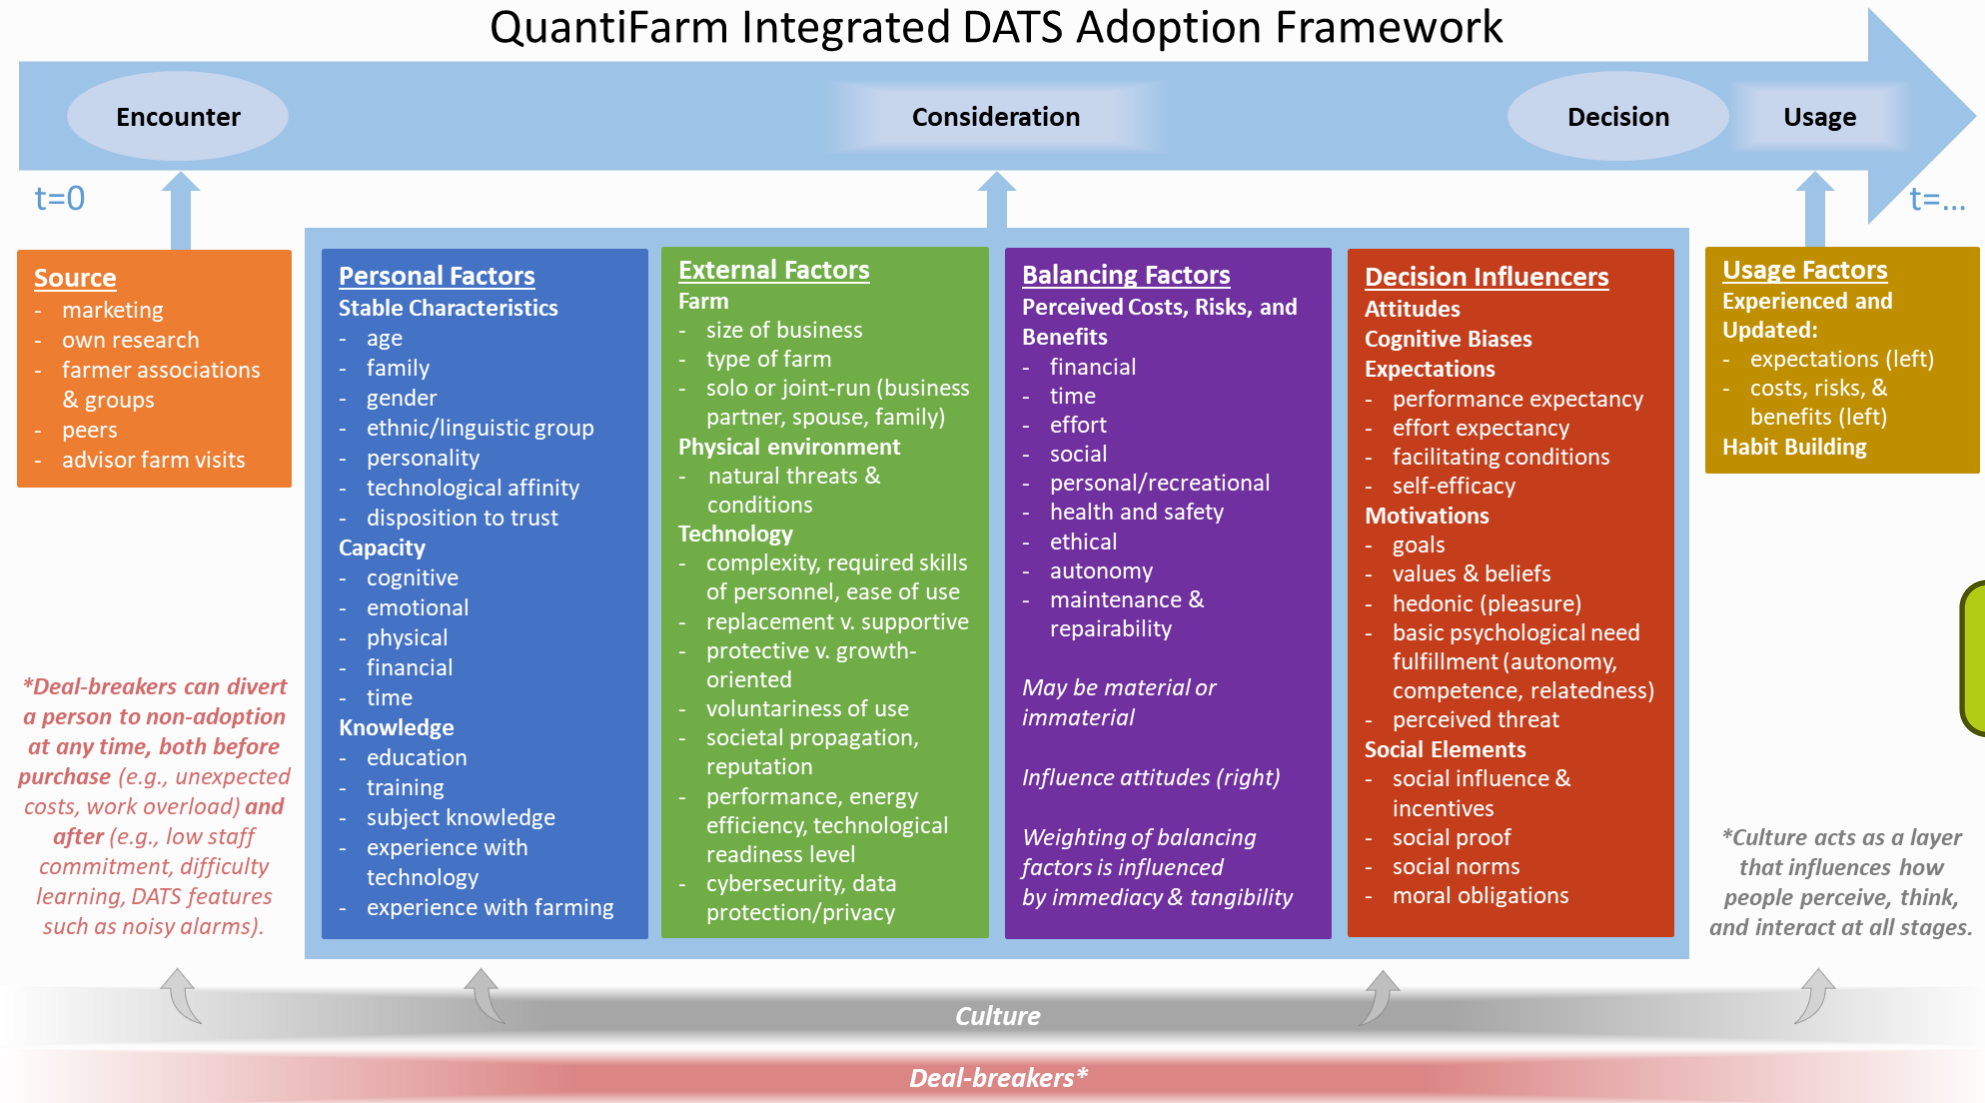 QuantiFarm Integrated DATS Adoption Framework
Encounter
Consideration
Decision
Usage
t=0
t=...
Source
- marketing
- own research
- farmer associations
& groups
- peers
- advisor farm visits
Personal Factors
Stable Characteristics
- age
- family
- gender
- ethnic/linguistic group
- personality
- technological affinity
- disposition to trust
Capacity
- cognitive
- emotional
- physical
- financial
- time
Knowledge
- education
- training
- subject knowledge
- experience with
technology
- experience with farming
External Factors
Farm
- size of business
- type of farm
- solo or joint-run (business
partner, spouse, family)
Physical environment
- natural threats &
conditions
Technology
- complexity, required skills
of personnel, ease of use
- replacement v. supportive
- protective v. growth-
oriented
- voluntariness of use
- societal propagation,
reputation
- performance, energy
efficiency, technological
readiness level
- cybersecurity, data
protection/privacy
Balancing Factors
Perceived Costs, Risks, and
Benefits
- financial
- time
- effort
- social
- personal/recreational
- health and safety
- ethical
- autonomy
- maintenance &
repairability
May be material or
immaterial
Influence attitudes (right)
Weighting of balancing
factors is influenced
by immediacy & tangibility
Decision Influencers
Attitudes
Cognitive Biases
Expectations
- performance expectancy
- effort expectancy
- facilitating conditions
- self-efficacy
Motivations
- goals
- values & beliefs
- hedonic (pleasure)
- basic psychological need
fulfillment (autonomy,
competence, relatedness)
- perceived threat
Social Elements
- social influence &
incentives
- social proof
- social norms
- moral obligations
Usage Factors
Experienced and
Updated:
- expectations (left)
- costs, risks, &
benefits (left)
Habit Building
*Deal-breakers can divert
a person to non-adoption
at any time, both before
purchase (e.g., unexpected
costs, work overload) and
after (e.g., low staff
commitment, difficulty
learning, DATS features
such as noisy alarms).
*Culture acts as a layer
that influences how
people perceive, think,
and interact at all stages.
Culture
Deal-breakers*